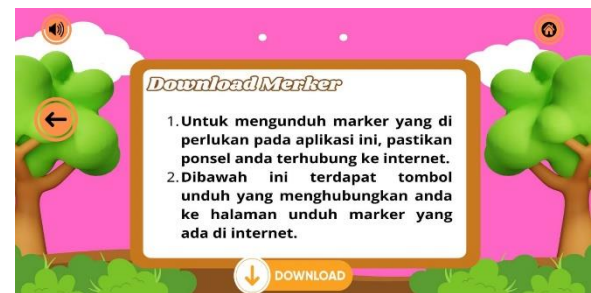 Download Merker
1. Untuk mengunduh marker yang di
perlukan pada aplikasi ini, pastikan
ponsel anda terhubung ke internet.
2. Dibawah ini terdapat tombol
unduh yang menghubungkan anda
ke halaman unduh marker yang
ada di internet.
DOWNLOAD